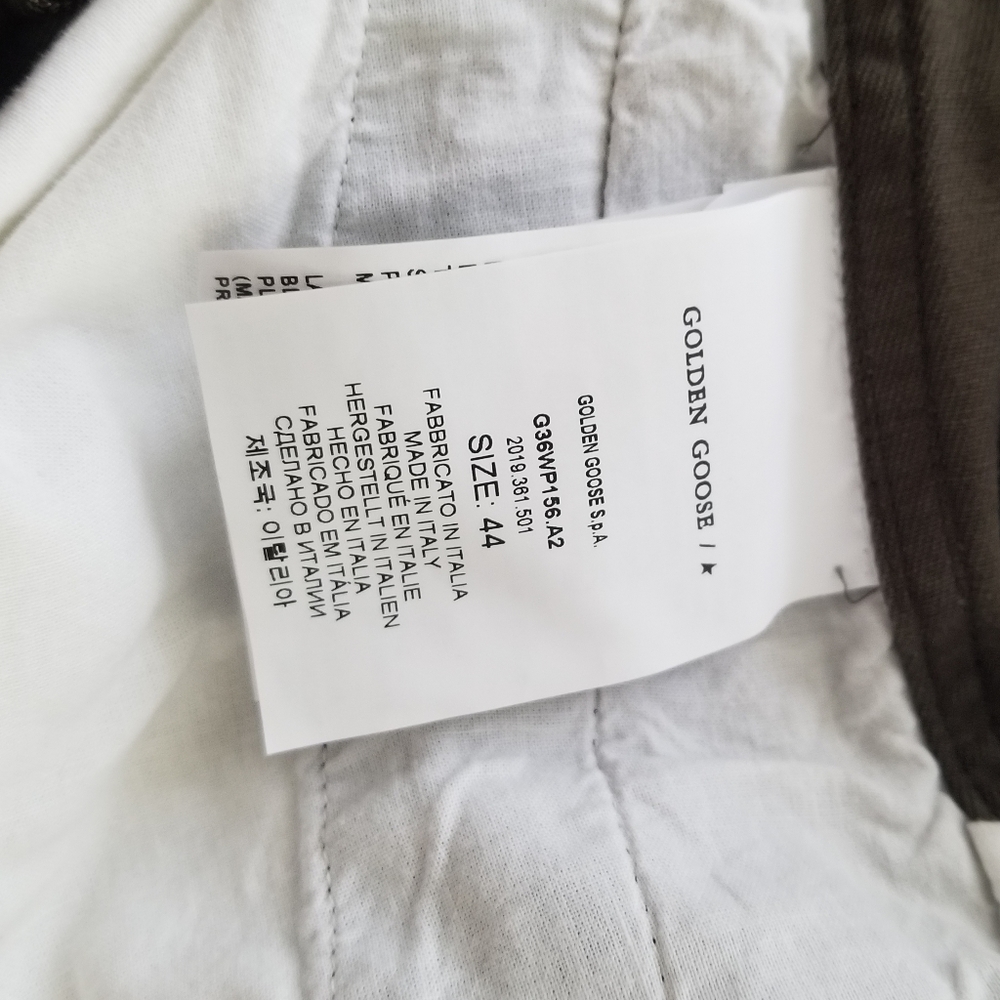 GOLDEN GOOSE / ★
GOLDEN GOOSE S.p.A.
G36WP156.A2
2019.361.501
SIZE: 44
FABBRICATO IN ITALIA
MADE IN ITALY
FABRIQUÉ EN ITALIE
HERGESTELLT IN ITALIEN
HECHO EN ITALIA
FABRICADO EM ITÁLIA
СДЕЛАНО В ИТАЛИИ
제조국: 이탈리아